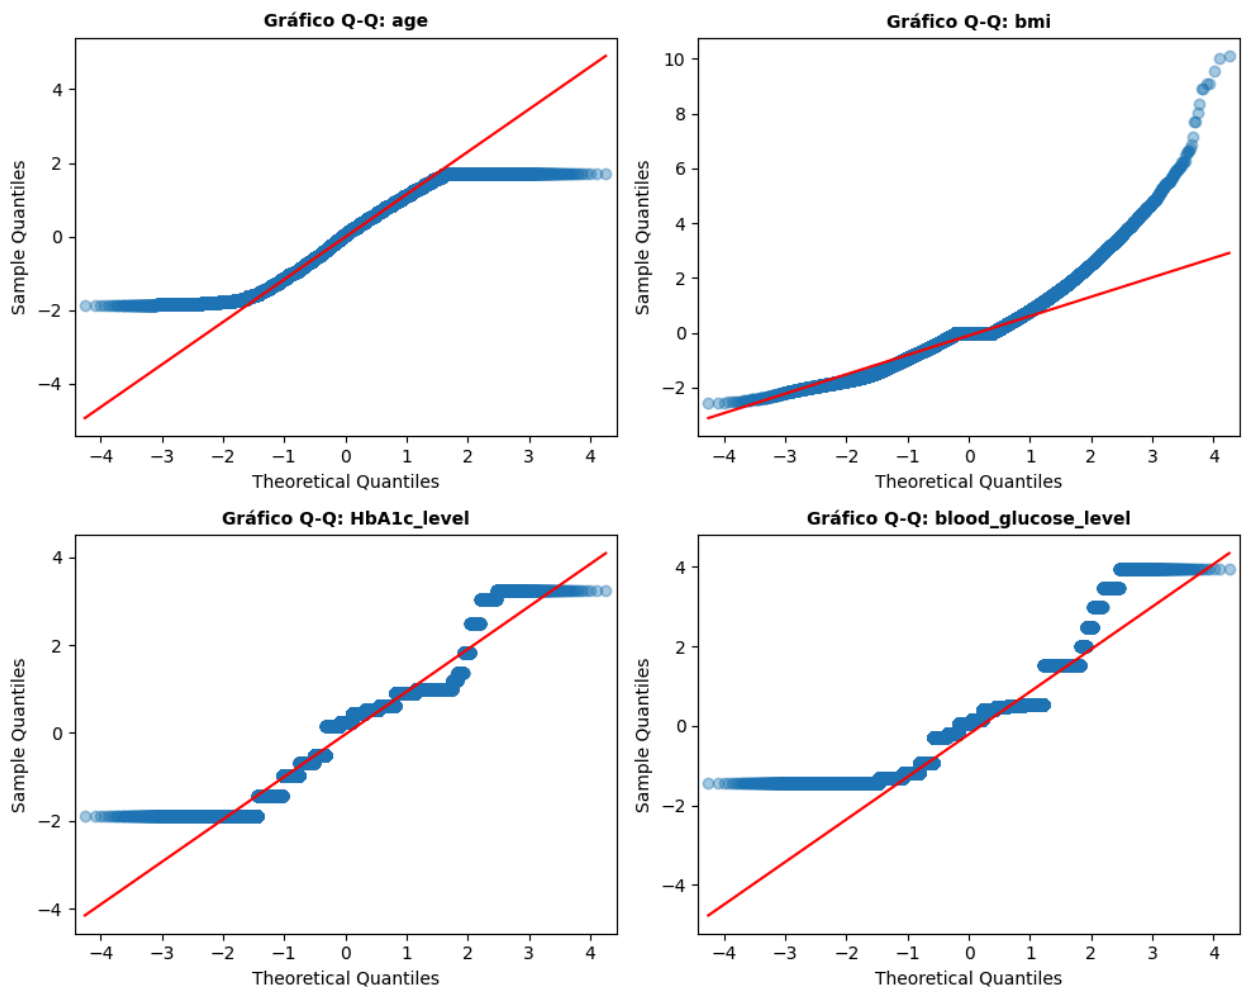 Gráfico Q-Q: age
Sample Quantiles
4
2
0
−2
−4
−4 −3 −2 −1 0 1 2 3 4
Theoretical Quantiles
Gráfico Q-Q: bmi
Sample Quantiles
10
8
6
4
2
0
−2
−4 −3 −2 −1 0 1 2 3 4
Theoretical Quantiles
Gráfico Q-Q: HbA1c_level
Sample Quantiles
4
2
0
−2
−4
−4 −3 −2 −1 0 1 2 3 4
Theoretical Quantiles
Gráfico Q-Q: blood_glucose_level
Sample Quantiles
4
2
0
−2
−4
−4 −3 −2 −1 0 1 2 3 4
Theoretical Quantiles